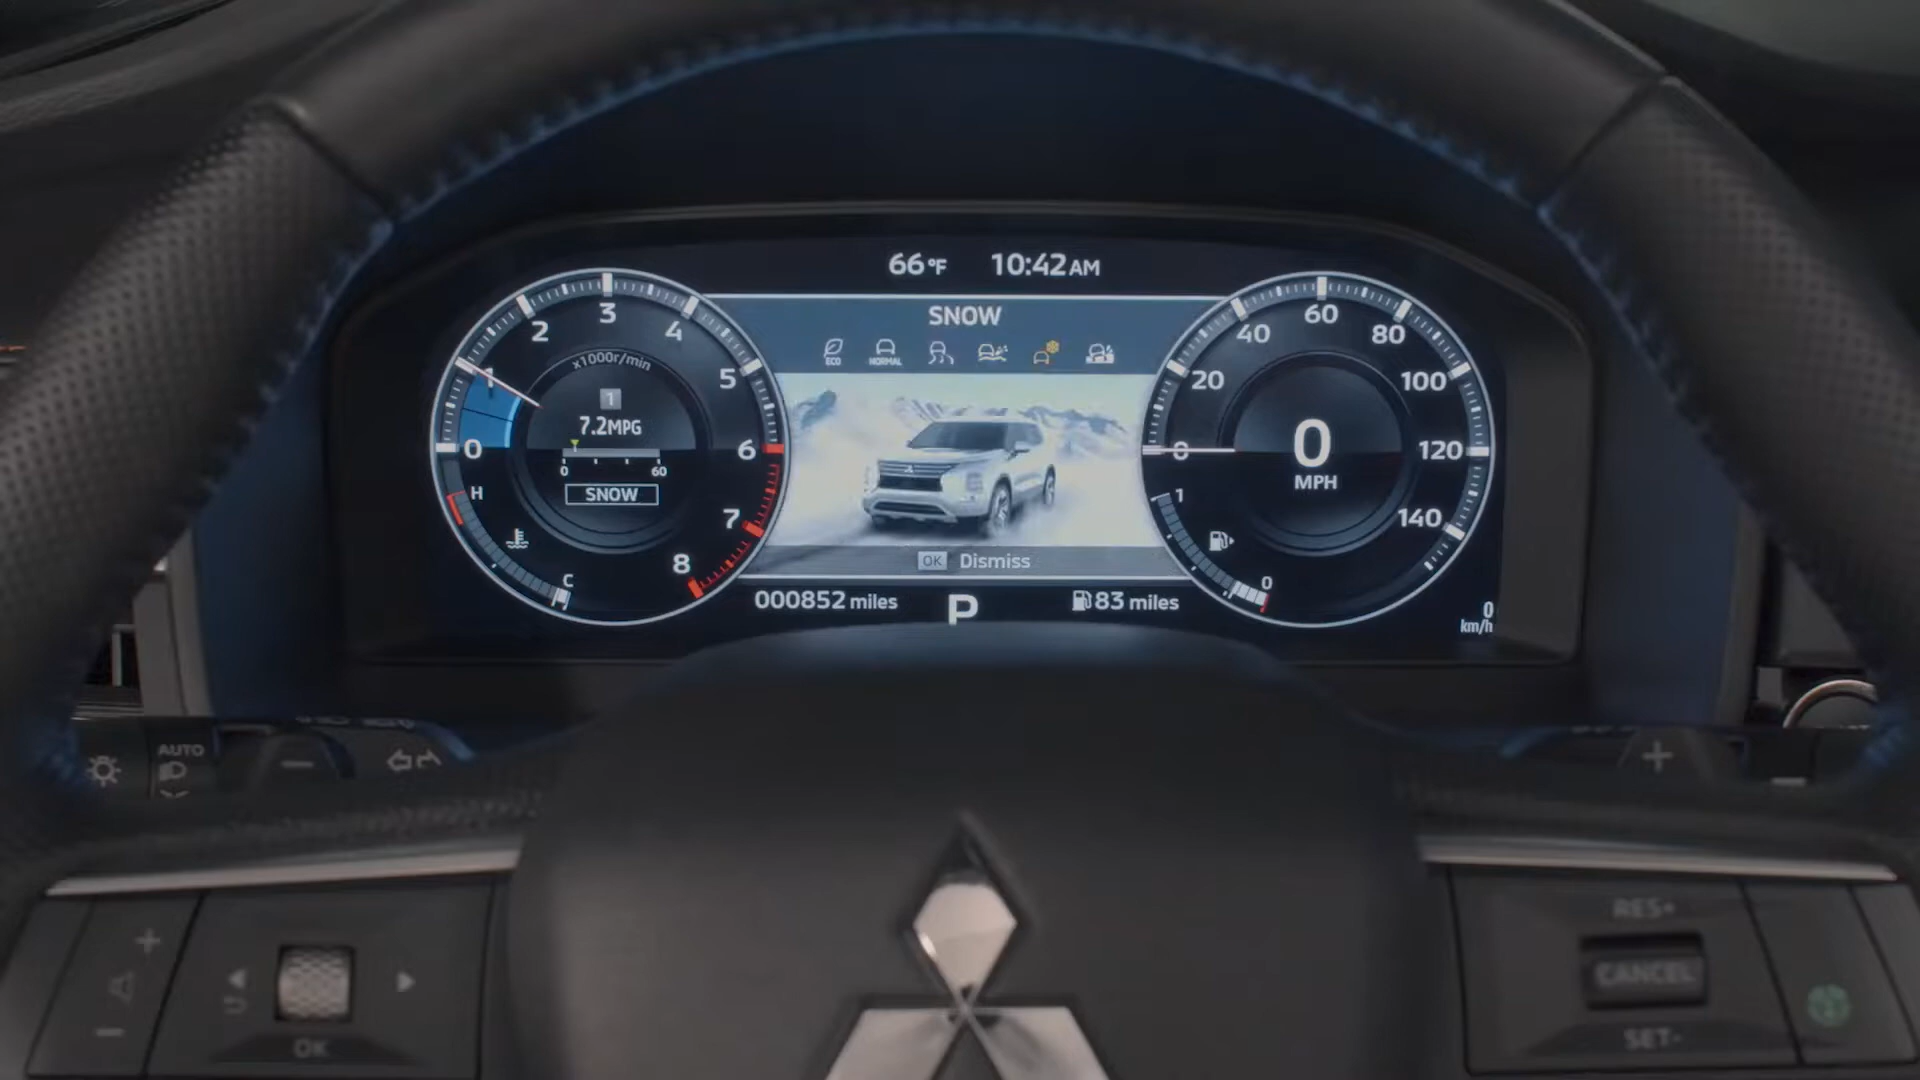 66°F 10:42AM
SNOW
ECO NORMAL
0 1 2 3 4 5 6 7 8
x1000r/min
1
7.2MPG
0 60
SNOW
H
C
OK Dismiss
000852 miles P 83 miles
0 20 40 60 80 100 120 140
0
MPH
1
0
0
km/h
AUTO
+
-
OK
RES+
CANCEL
SET-